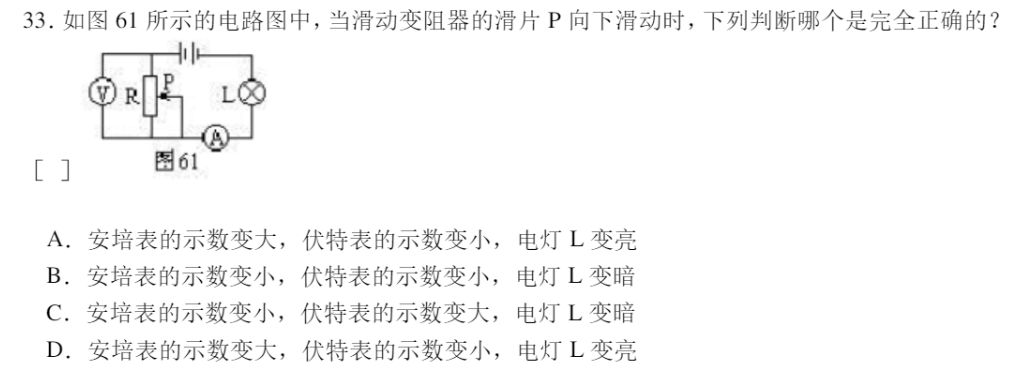 33. 如图 61 所示的电路图中，当滑动变阻器的滑片 P 向下滑动时，下列判断哪个是完全正确的？
V R P L A
图61
[ ]
A．安培表的示数变大，伏特表的示数变小，电灯 L 变亮
B．安培表的示数变小，伏特表的示数变小，电灯 L 变暗
C．安培表的示数变小，伏特表的示数变大，电灯 L 变暗
D．安培表的示数变大，伏特表的示数变小，电灯 L 变亮